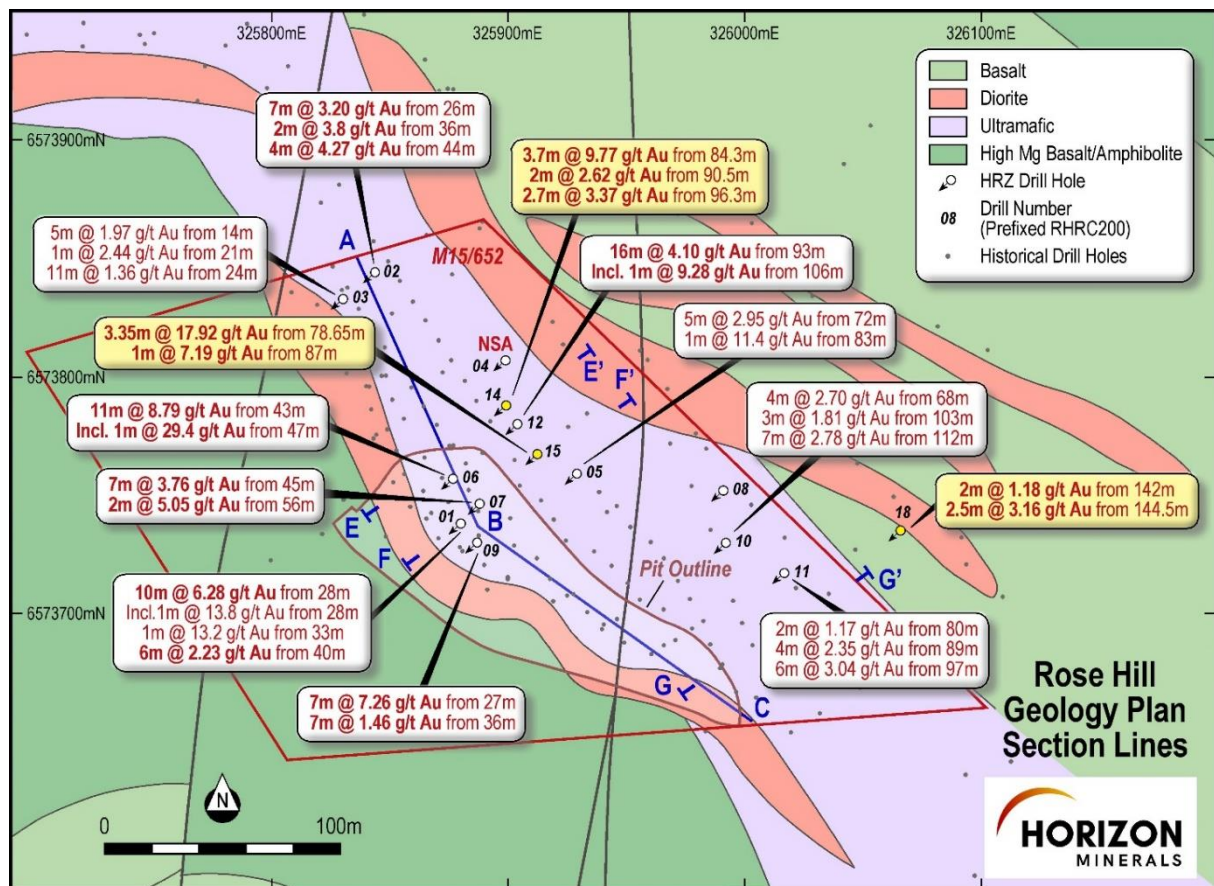 325800mE
325900mE
326000mE
326100mE
6573900mN
6573800mN
6573700mN
Basalt
Diorite
Ultramafic
High Mg Basalt/Amphibolite
HRZ Drill Hole
08 Drill Number
(Prefixed RHRC200)
Historical Drill Holes
7m @ 3.20 g/t Au from 26m
2m @ 3.8 g/t Au from 36m
4m @ 4.27 g/t Au from 44m
3.7m @ 9.77 g/t Au from 84.3m
2m @ 2.62 g/t Au from 90.5m
2.7m @ 3.37 g/t Au from 96.3m
5m @ 1.97 g/t Au from 14m
1m @ 2.44 g/t Au from 21m
11m @ 1.36 g/t Au from 24m
A
M15/652
16m @ 4.10 g/t Au from 93m
Incl. 1m @ 9.28 g/t Au from 106m
02
03
5m @ 2.95 g/t Au from 72m
1m @ 11.4 g/t Au from 83m
3.35m @ 17.92 g/t Au from 78.65m
1m @ 7.19 g/t Au from 87m
NSA
04
E'
F'
14
12
11m @ 8.79 g/t Au from 43m
Incl. 1m @ 29.4 g/t Au from 47m
4m @ 2.70 g/t Au from 68m
3m @ 1.81 g/t Au from 103m
7m @ 2.78 g/t Au from 112m
15
05
06
08
7m @ 3.76 g/t Au from 45m
2m @ 5.05 g/t Au from 56m
07
2m @ 1.18 g/t Au from 142m
2.5m @ 3.16 g/t Au from 144.5m
18
E
01
B
09
10
F
Pit Outline
11
G'
10m @ 6.28 g/t Au from 28m
Incl.1m @ 13.8 g/t Au from 28m
1m @ 13.2 g/t Au from 33m
6m @ 2.23 g/t Au from 40m
2m @ 1.17 g/t Au from 80m
4m @ 2.35 g/t Au from 89m
6m @ 3.04 g/t Au from 97m
7m @ 7.26 g/t Au from 27m
7m @ 1.46 g/t Au from 36m
G
C
Rose Hill
Geology Plan
Section Lines
N
0
100m
HORIZON
MINERALS